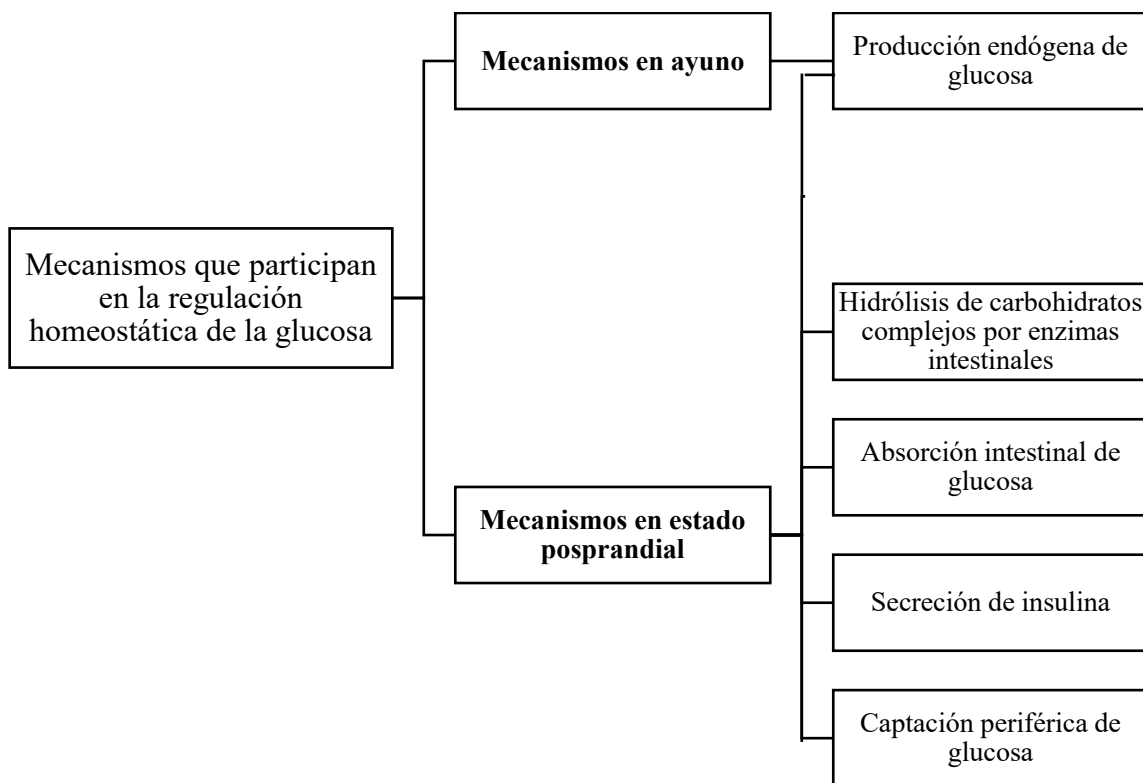 Mecanismos que participan
en la regulación
homeostática de la glucosa
Mecanismos en ayuno
Producción endógena de
glucosa
Mecanismos en estado
posprandial
Hidrólisis de carbohidratos
complejos por enzimas
intestinales
Absorción intestinal de
glucosa
Secreción de insulina
Captación periférica de
glucosa